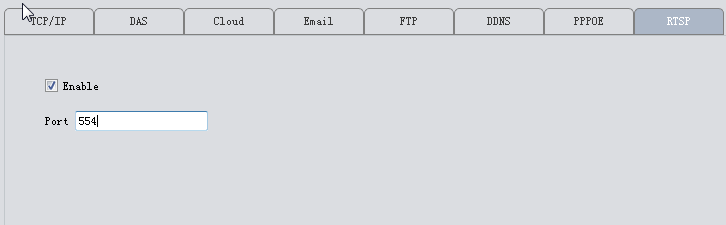 TCP/IP DAS Cloud Email FTP DDNS PPPOE RTSP
Enable
Port 554